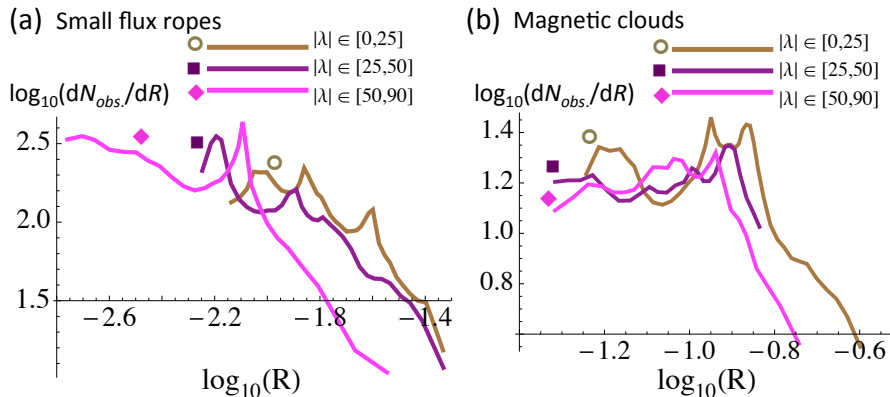 (a) Small flux ropes
|λ| ∈ [0,25]
|λ| ∈ [25,50]
|λ| ∈ [50,90]
log10(dNobs./dR)
2.5
2.0
1.5
−2.6 −2.2 −1.8 −1.4
log10(R)
(b) Magnetic clouds
|λ| ∈ [0,25]
|λ| ∈ [25,50]
|λ| ∈ [50,90]
log10(dNobs./dR)
1.4
1.2
1.0
0.8
−1.2 −1.0 −0.8 −0.6
log10(R)